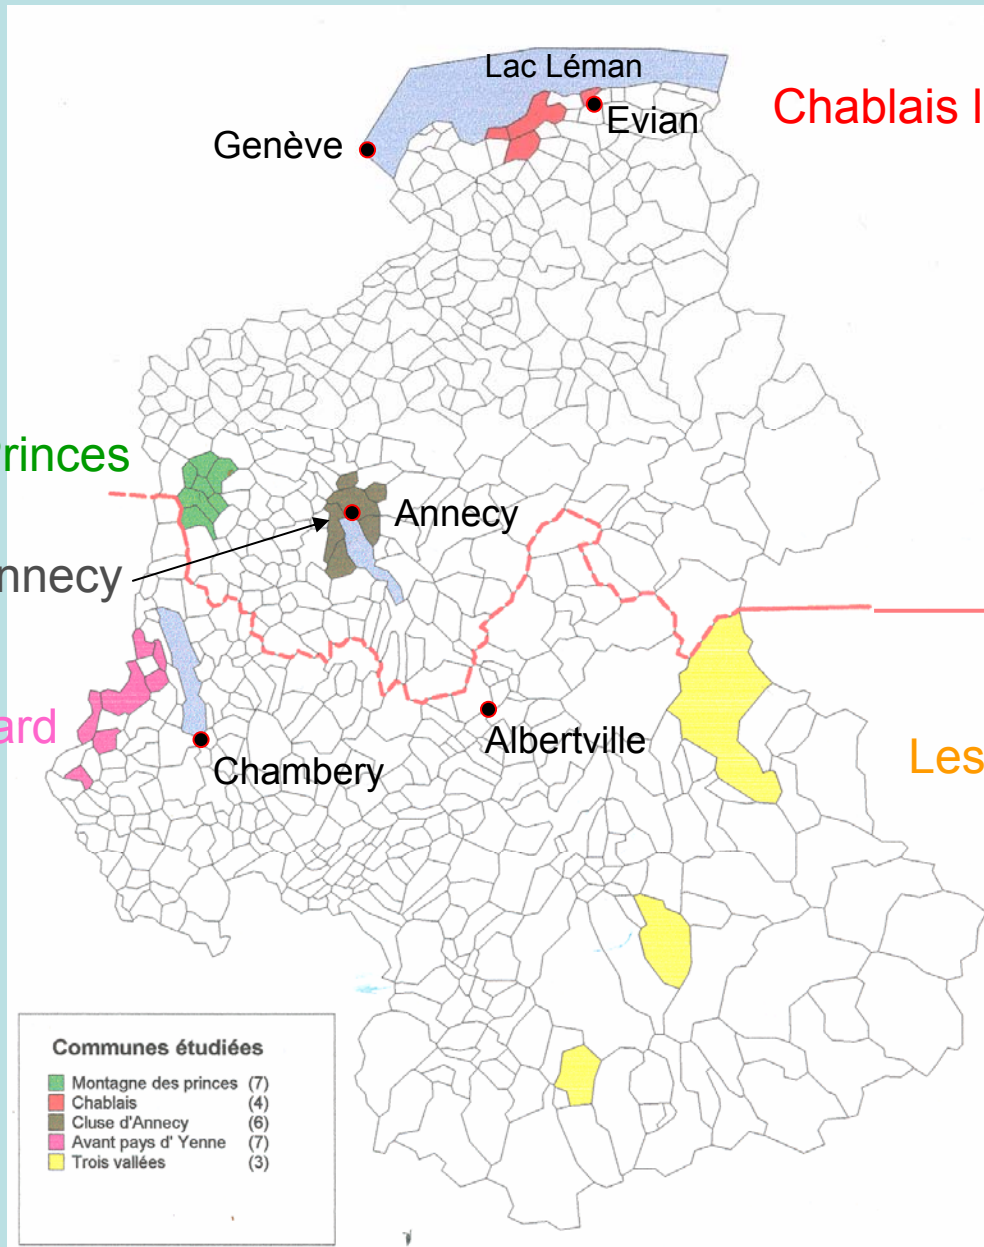 Lac Léman
Chablais l
Evian
Genève
Princes
Annecy
nnecy
ard
Albertville
Chambery
Les
Communes étudiées
Montagne des princes (7)
Chablais (4)
Cluse d'Annecy (6)
Avant pays d' Yenne (7)
Trois vallées (3)